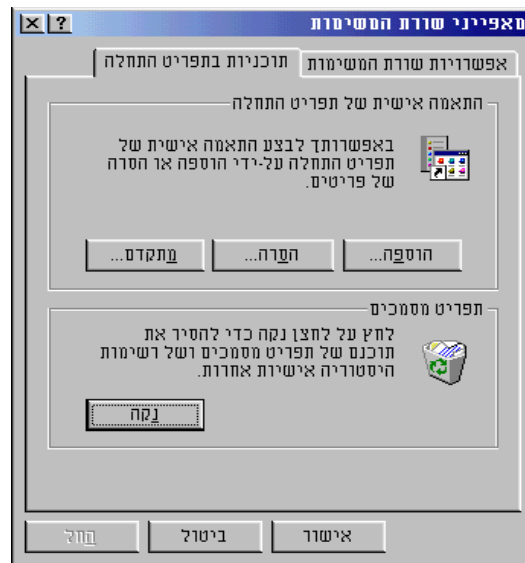 מאפייני שורת המשימות
אפשרויות שורת המשימות
תוכניות בתפריט התחלה
התאמה אישית של תפריט התחלה
באפשרותך לבצע התאמה אישית של
תפריט התחלה על-ידי הוספה או הסרה
של פריטים.
הוספה...
הסרה...
מתקדם...
תפריט מסמכים
לחץ על לחצן נקה כדי להסיר את
תוכנם של תפריט מסמכים ושל רשימות
היסטוריה אישיות אחרות.
נקה
אישור
ביטול
החל